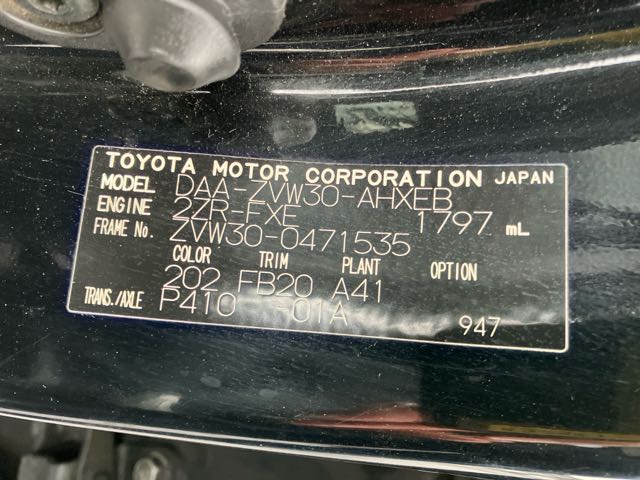 TOYOTA MOTOR CORPORATION JAPAN
MODEL DAA-ZVW30-AHXEB
ENGINE 2ZR-FXE 1797 mL
FRAME No. ZVW30-0471535
COLOR TRIM PLANT OPTION
202 FB20 A41
TRANS./AXLE P410 -01A 947